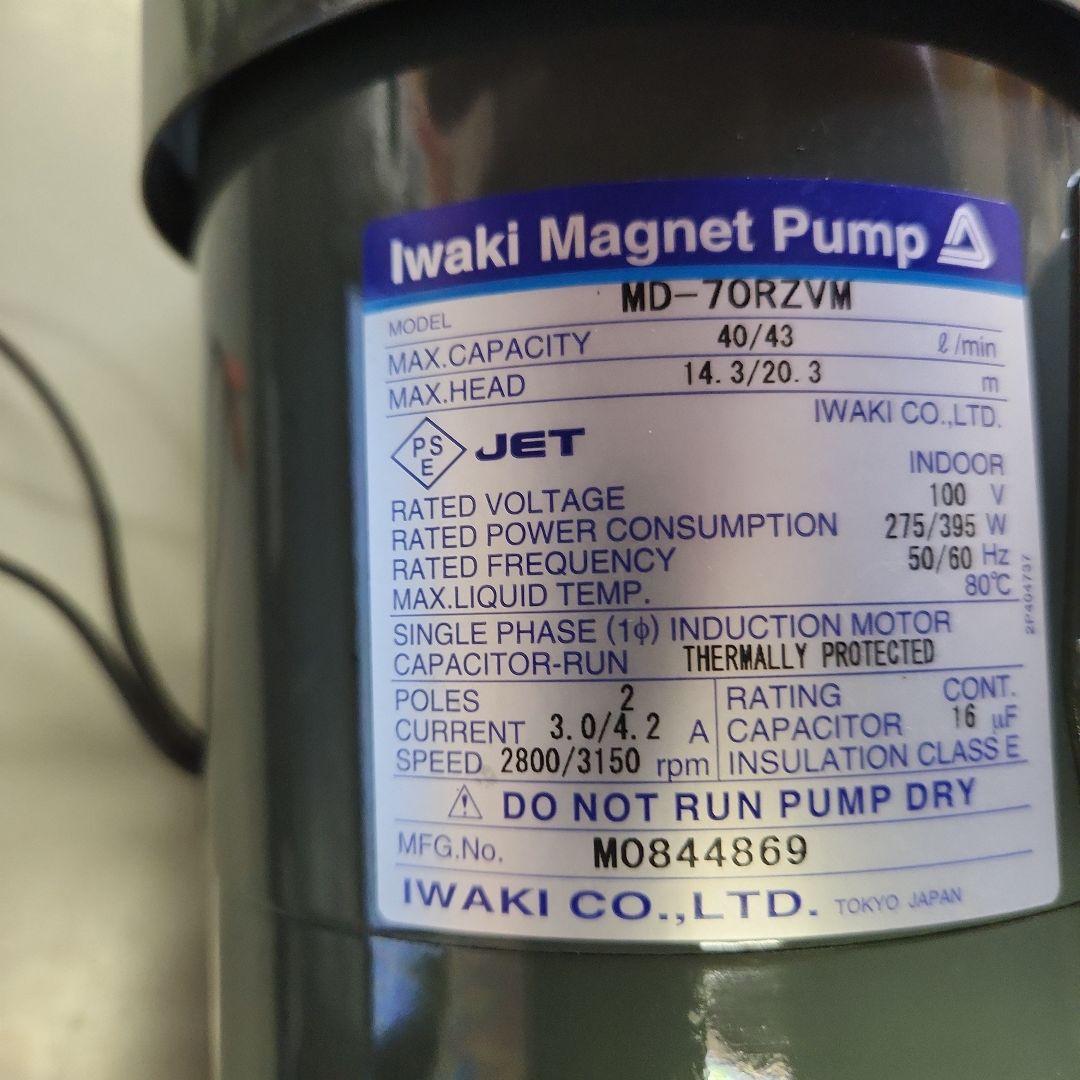 Iwaki Magnet Pump
MODEL MD-70RZVM
MAX.CAPACITY 40/43 ℓ/min
MAX.HEAD 14.3/20.3 m
IWAKI CO.,LTD.
PSE JET
INDOOR
RATED VOLTAGE 100 V
RATED POWER CONSUMPTION 275/395 W
RATED FREQUENCY 50/60 Hz
MAX.LIQUID TEMP. 80℃
2P404737
SINGLE PHASE (1ϕ) INDUCTION MOTOR
CAPACITOR-RUN THERMALLY PROTECTED
POLES 2 RATING CONT.
CURRENT 3.0/4.2 A CAPACITOR 16 μF
SPEED 2800/3150 rpm INSULATION CLASS E
DO NOT RUN PUMP DRY
MFG.No. M0844869
IWAKI CO.,LTD. TOKYO JAPAN